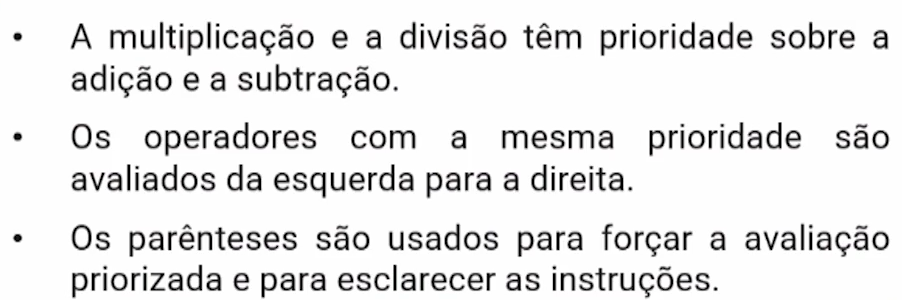 • A multiplicação e a divisão têm prioridade sobre a
adição e a subtração.
• Os operadores com a mesma prioridade são
avaliados da esquerda para a direita.
• Os parênteses são usados para forçar a avaliação
priorizada e para esclarecer as instruções.